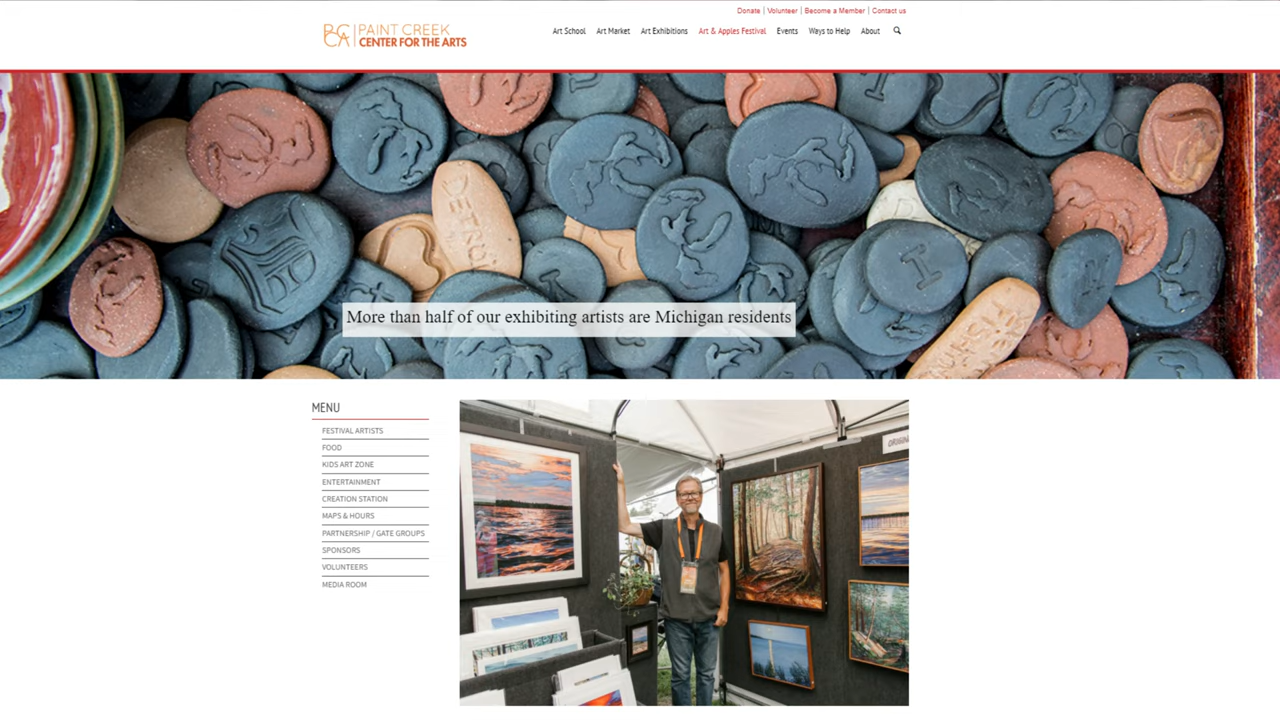 Donate | Volunteer | Become a Member | Contact us
PCCA | PAINT CREEK
CENTER FOR THE ARTS
Art School Art Market Art Exhibitions Art & Apples Festival Events Ways to Help About
DETROIT
More than half of our exhibiting artists are Michigan residents
MENU
FESTIVAL ARTISTS
FOOD
KIDS ART ZONE
ENTERTAINMENT
CREATION STATION
MAPS & HOURS
PARTNERSHIP / GATE GROUPS
SPONSORS
VOLUNTEERS
MEDIA ROOM